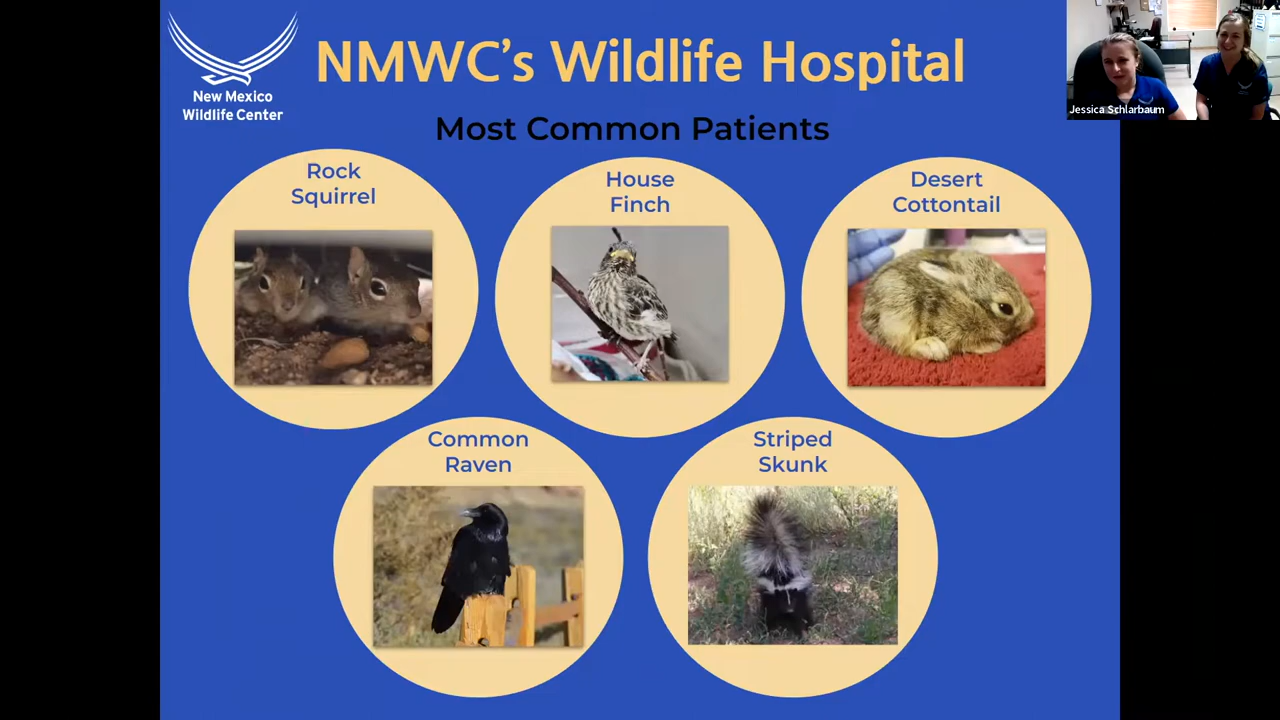 NMWC's Wildlife Hospital
New Mexico
Wildlife Center
Jessica Schlarbaum
Most Common Patients
Rock
Squirrel
House
Finch
Desert
Cottontail
Common
Raven
Striped
Skunk